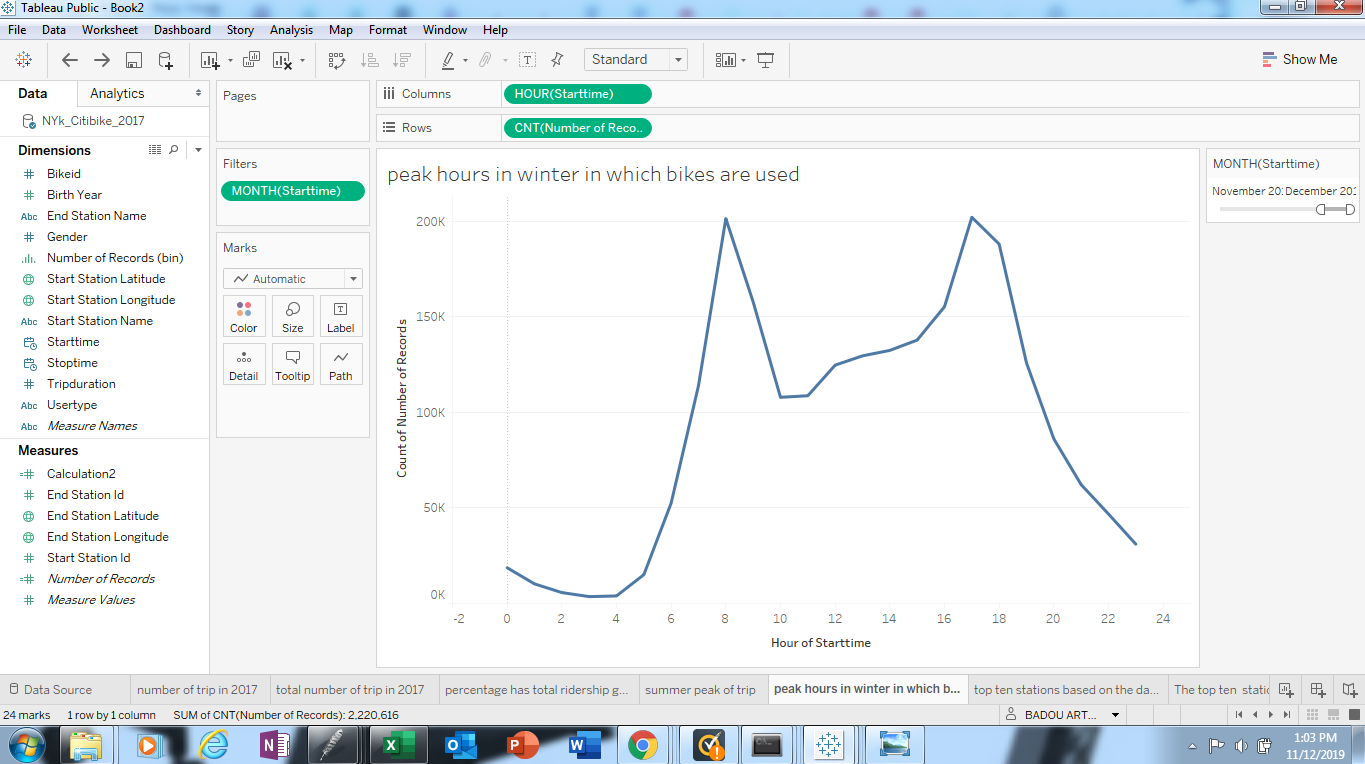 Tableau Public - Book2
File Data Worksheet Dashboard Story Analysis Map Format Window Help
Standard
Show Me
Data Analytics
NYk_Citibike_2017
Dimensions
Bikeid
Birth Year
Abc End Station Name
Gender
Number of Records (bin)
Start Station Latitude
Start Station Longitude
Abc Start Station Name
Starttime
Stoptime
Tripduration
Abc Usertype
Abc Measure Names
Measures
Calculation2
End Station Id
End Station Latitude
End Station Longitude
Start Station Id
Number of Records
Measure Values
Pages
Filters
MONTH(Starttime)
Marks
Automatic
Color Size Label
Detail Tooltip Path
Columns HOUR(Starttime)
Rows CNT(Number of Reco..
peak hours in winter in which bikes are used
200K
150K
100K
50K
0K
Count of Number of Records
-2 0 2 4 6 8 10 12 14 16 18 20 22 24
Hour of Starttime
MONTH(Starttime)
November 201 December 201
Data Source number of trip in 2017 total number of trip in 2017 percentage has total ridership g... summer peak of trip peak hours in winter in which b... top ten stations based on the da... The top ten static
24 marks 1 row by 1 column SUM of CNT(Number of Records): 2,220,616 BADOU ART...
1:03 PM
11/12/2019